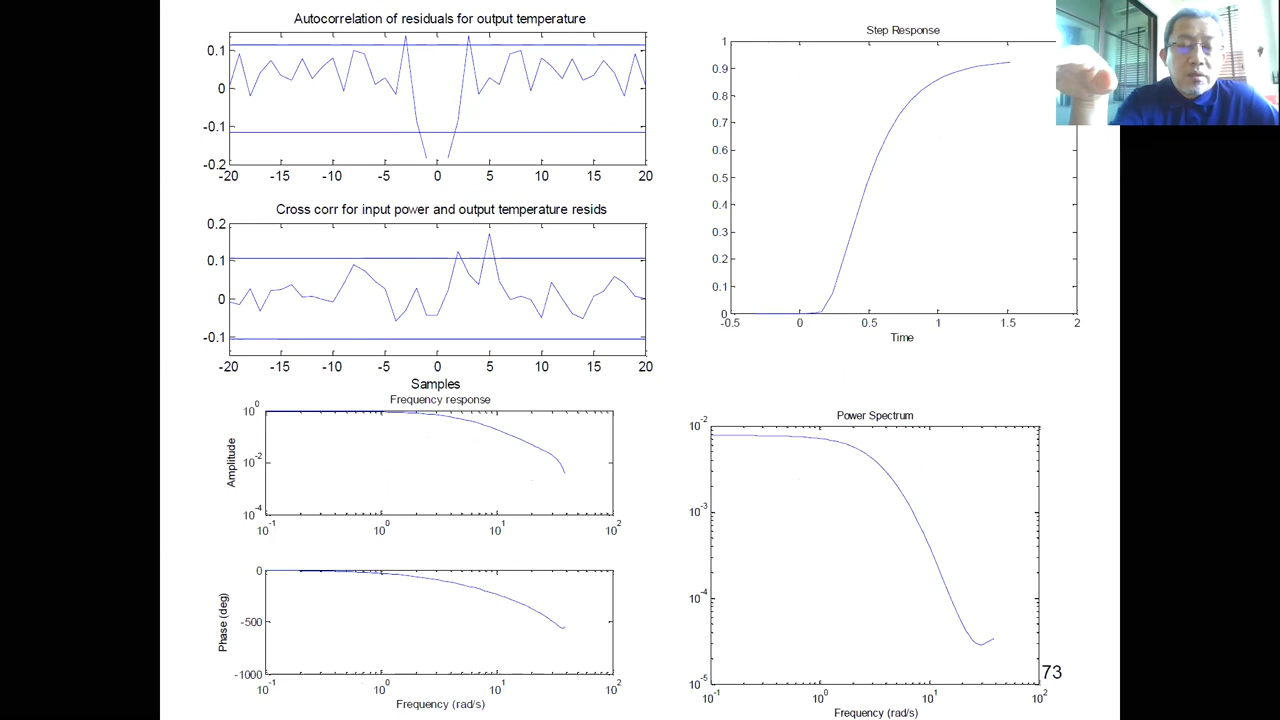 Autocorrelation of residuals for output temperature
0.1
0
-0.1
-0.2
-20 -15 -10 -5 0 5 10 15 20
Cross corr for input power and output temperature resids
0.2
0.1
0
-0.1
-20 -15 -10 -5 0 5 10 15 20
Samples
Step Response
1
0.9
0.8
0.7
0.6
0.5
0.4
0.3
0.2
0.1
0
-0.5 0 0.5 1 1.5 2
Time
Frequency response
Amplitude
10^0
10^-2
10^-4
10^-1 10^0 10^1 10^2
Phase (deg)
0
-500
-1000
10^-1 10^0 10^1 10^2
Frequency (rad/s)
Power Spectrum
10^-2
10^-3
10^-4
10^-5
10^-1 10^0 10^1 10^2
Frequency (rad/s)
73